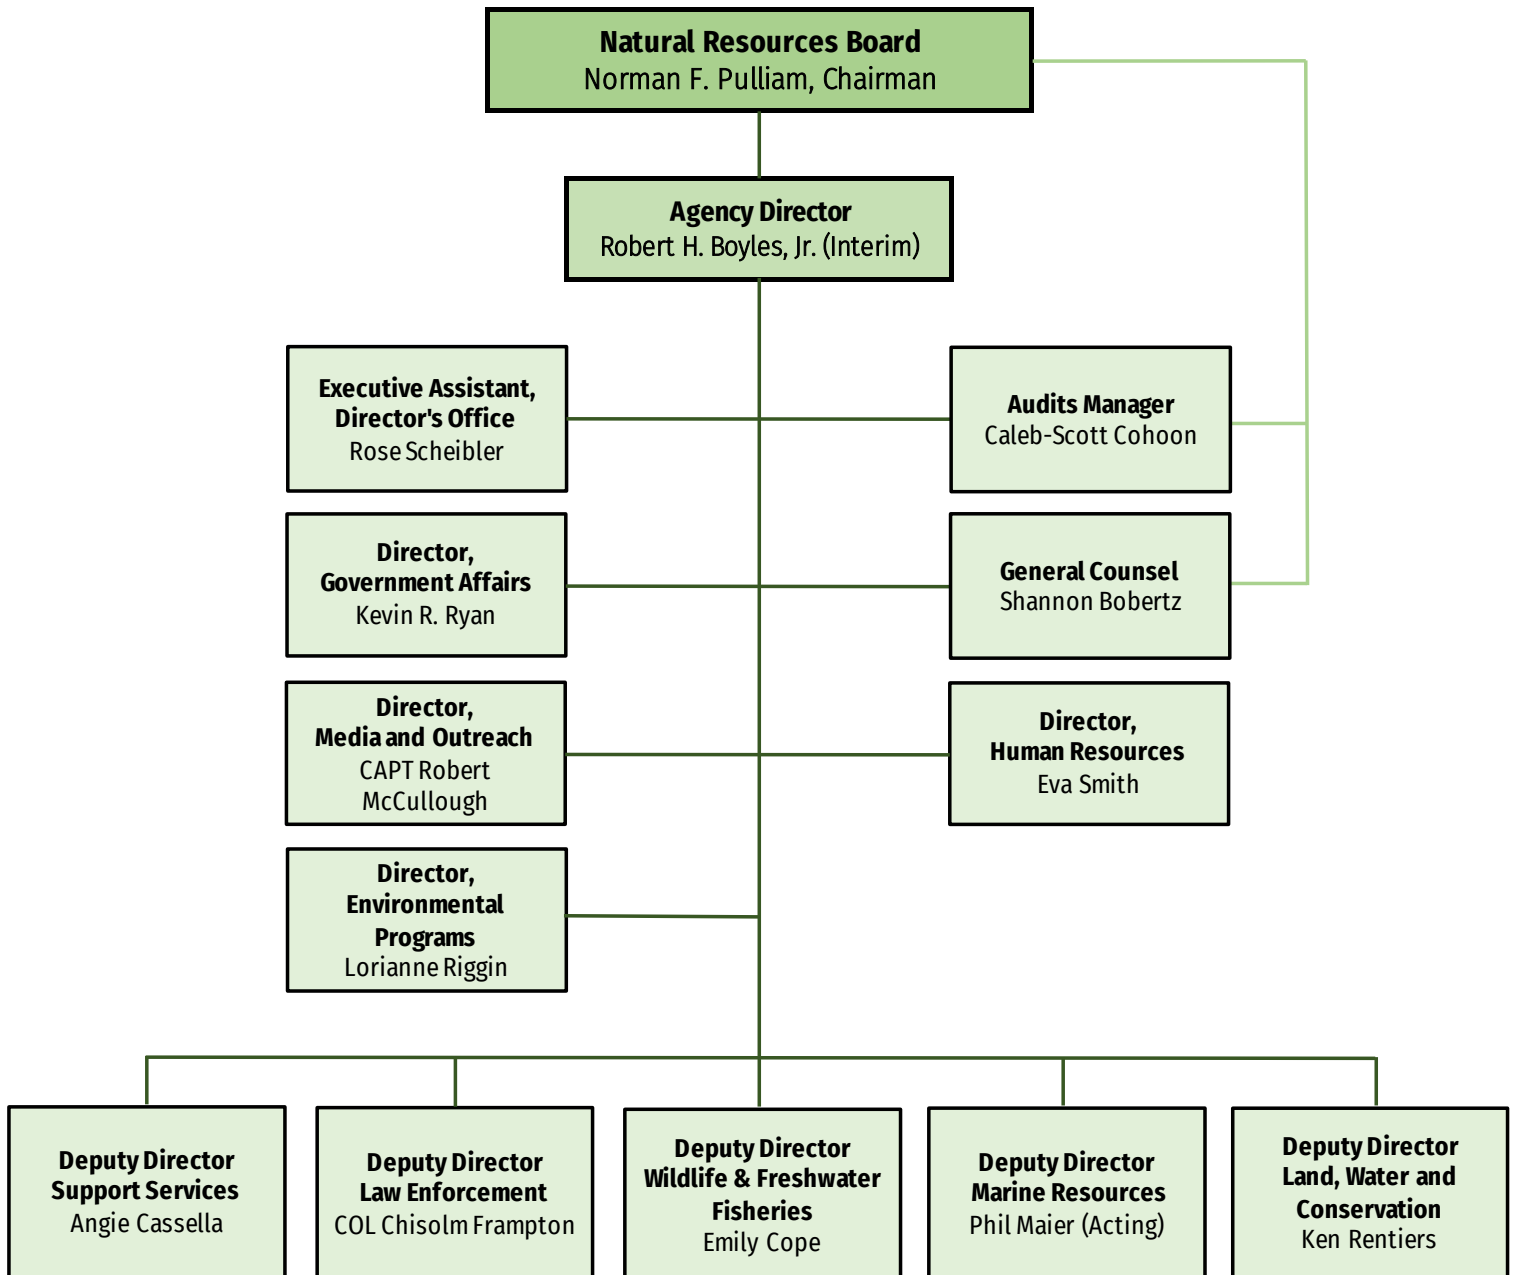 Natural Resources Board
Norman F. Pulliam, Chairman
Agency Director
Robert H. Boyles, Jr. (Interim)
Executive Assistant,
Director's Office
Rose Scheibler
Audits Manager
Caleb-Scott Cohoon
Director,
Government Affairs
Kevin R. Ryan
General Counsel
Shannon Bobertz
Director,
Media and Outreach
CAPT Robert
McCullough
Director,
Human Resources
Eva Smith
Director,
Environmental
Programs
Lorianne Riggin
Deputy Director
Support Services
Angie Cassella
Deputy Director
Law Enforcement
COL Chisolm Frampton
Deputy Director
Wildlife & Freshwater
Fisheries
Emily Cope
Deputy Director
Marine Resources
Phil Maier (Acting)
Deputy Director
Land, Water and
Conservation
Ken Rentiers